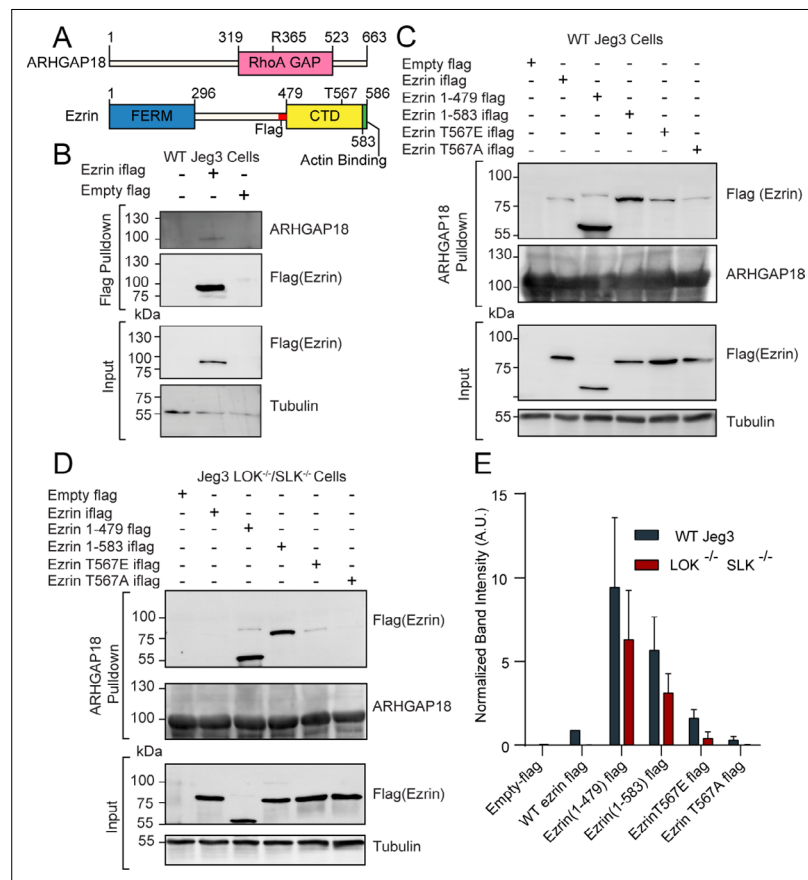 A
1 319 R365 523 663
ARHGAP18 RhoA GAP
1 296 479 T567 586
Ezrin FERM CTD
Flag 583
Actin Binding
B
WT Jeg3 Cells
Ezrin iflag - + -
Empty flag - - +
Flag Pulldown
130
100
ARHGAP18
130
100
75
Flag(Ezrin)
kDa
Input
130
100
75
Flag(Ezrin)
55
Tubulin
C
WT Jeg3 Cells
Empty flag + - - - - -
Ezrin iflag - + - - - -
Ezrin 1-479 flag - - + - - -
Ezrin 1-583 iflag - - - + - -
Ezrin T567E iflag - - - - + -
Ezrin T567A iflag - - - - - +
ARHGAP18
Pulldown
100
75
55
Flag (Ezrin)
130
100
ARHGAP18
kDa
Input
100
75
Flag(Ezrin)
55
Tubulin
D
Jeg3 LOK-/-/SLK-/- Cells
Empty flag + - - - - -
Ezrin iflag - + - - - -
Ezrin 1-479 flag - - + - - -
Ezrin 1-583 iflag - - - + - -
Ezrin T567E iflag - - - - + -
Ezrin T567A iflag - - - - - +
ARHGAP18
Pulldown
100
75
55
Flag(Ezrin)
130
100
ARHGAP18
kDa
Input
100
75
55
Flag(Ezrin)
55
Tubulin
E
Normalized Band Intensity (A.U.)
15
10
5
0
WT Jeg3
LOK -/- SLK -/-
Empty-flag
WT ezrin flag
Ezrin(1-479) flag
Ezrin(1-583) flag
EzrinT567E flag
Ezrin T567A flag